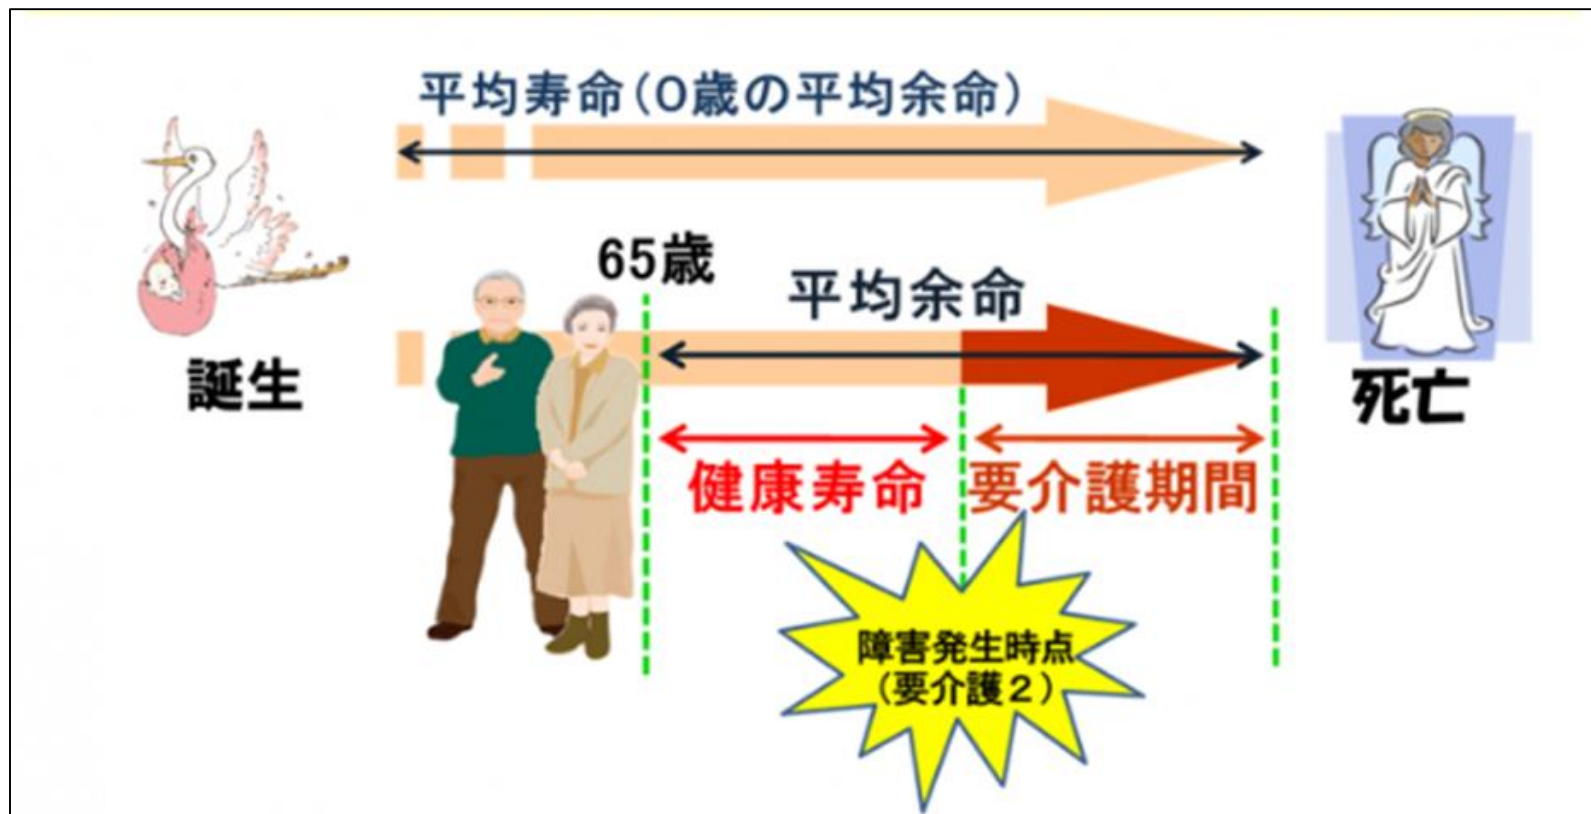 平均寿命(0歳の平均余命)
65歳
平均余命
誕生
死亡
健康寿命
要介護期間
障害発生時点
(要介護2)